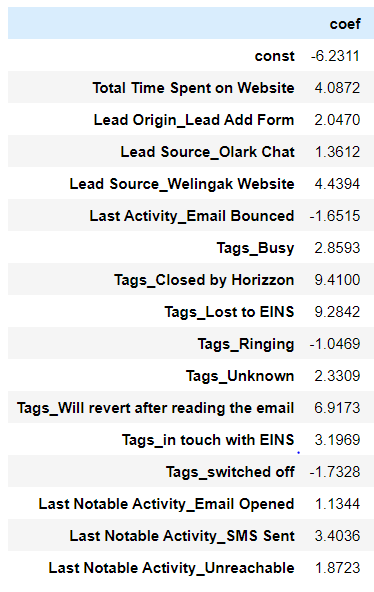 coef
const -6.2311
Total Time Spent on Website 4.0872
Lead Origin_Lead Add Form 2.0470
Lead Source_Olark Chat 1.3612
Lead Source_Welingak Website 4.4394
Last Activity_Email Bounced -1.6515
Tags_Busy 2.8593
Tags_Closed by Horizzon 9.4100
Tags_Lost to EINS 9.2842
Tags_Ringing -1.0469
Tags_Unknown 2.3309
Tags_Will revert after reading the email 6.9173
Tags_in touch with EINS 3.1969
Tags_switched off -1.7328
Last Notable Activity_Email Opened 1.1344
Last Notable Activity_SMS Sent 3.4036
Last Notable Activity_Unreachable 1.8723